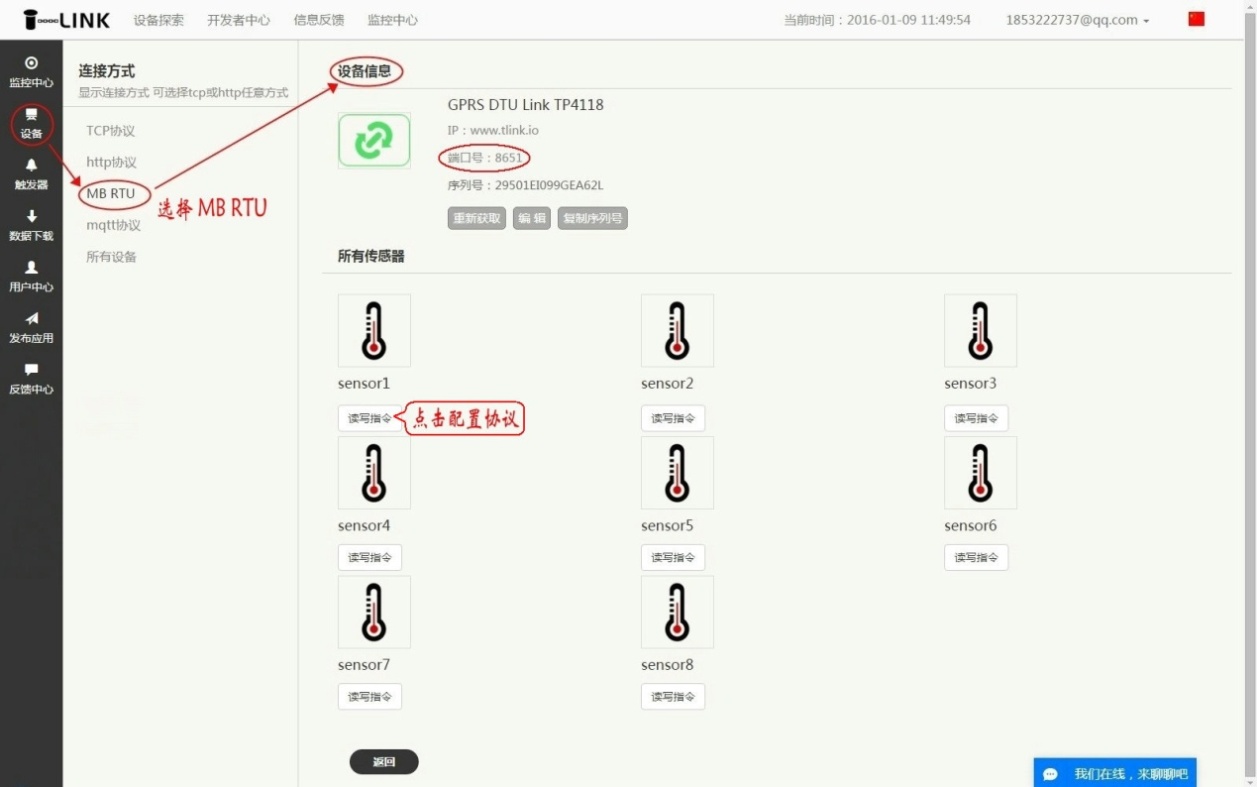 LINK 设备探索 开发者中心 信息反馈 监控中心 当前时间：2016-01-09 11:49:54 1853222737@qq.com
监控中心
设备
触发器
数据下载
用户中心
发布应用
反馈中心
连接方式
显示连接方式 可选择tcp或http任意方式
TCP协议
http协议
MB RTU
选择 MB RTU
mqtt协议
所有设备
设备信息
GPRS DTU Link TP4118
IP：www.tlink.io
端口号：8651
序列号：29501EI099GEA62L
重新获取 编 辑 复制序列号
所有传感器
sensor1 sensor2 sensor3
读写指令 点击配置协议 读写指令 读写指令
sensor4 sensor5 sensor6
读写指令 读写指令 读写指令
sensor7 sensor8
读写指令 读写指令
返回
我们在线，来聊聊吧